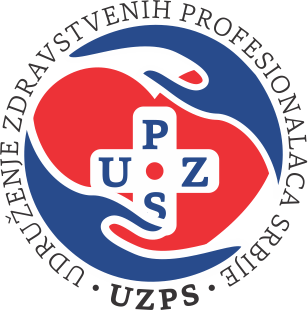 UDRUŽENJE ZDRAVSTVENIH PROFESIONALACA SRBIJE
P
U Z
S
· UZPS ·